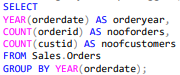 SELECT
YEAR(orderdate) AS orderyear,
COUNT(orderid) AS nooforders,
COUNT(custid) AS noofcustomers
FROM Sales.Orders
GROUP BY YEAR(orderdate);